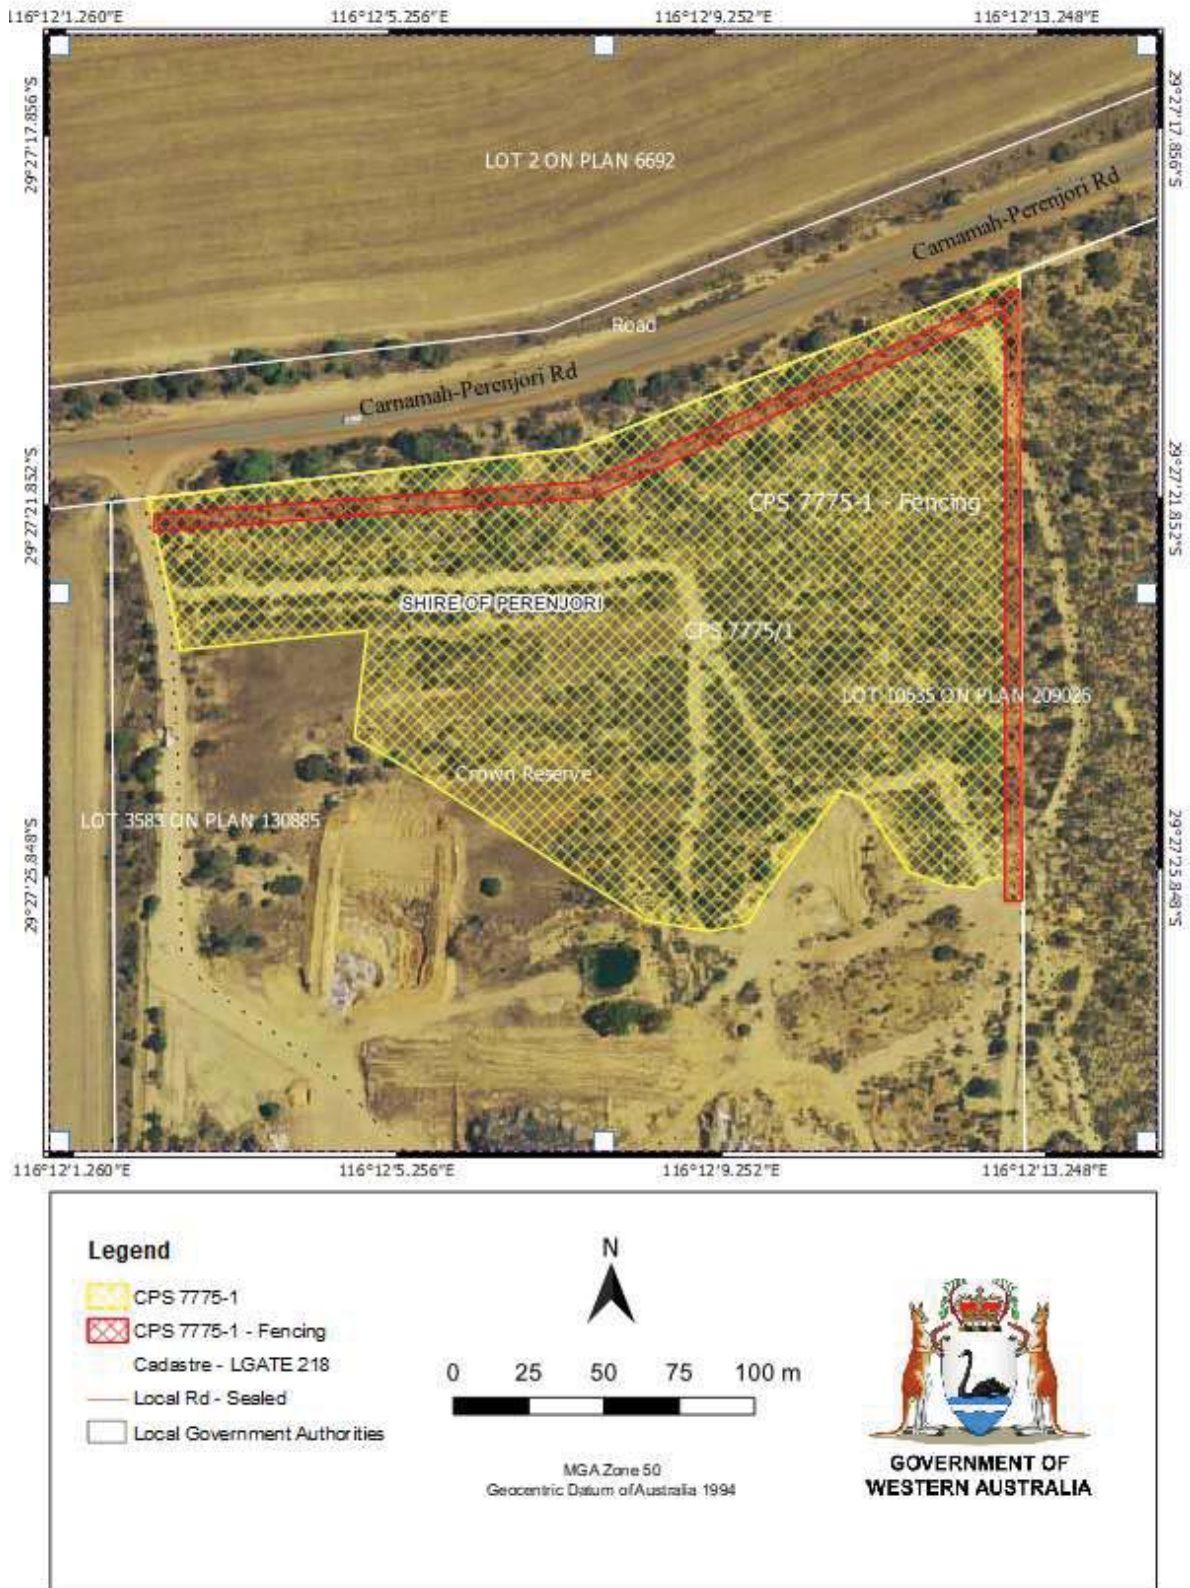 116°12'1.260"E
116°12'5.256"E
116°12'9.252"E
116°12'13.248"E
29°27'17.856"S
29°27'17.856"S
LOT 2 ON PLAN 6692
Carnamah-Perenjori Rd
Road
Carnamah-Perenjori Rd
29°27'21.852"S
29°27'21.852"S
CPS 7775-1 - Fencing
SHIRE OF PERENJORI
CPS 7775/1
LOT 10535 ON PLAN 209026
Crown Reserve
LOT 3583 ON PLAN 130885
29°27'25.848"S
29°27'25.848"S
116°12'1.260"E
116°12'5.256"E
116°12'9.252"E
116°12'13.248"E
Legend
CPS 7775-1
CPS 7775-1 - Fencing
Cadastre - LGATE 218
Local Rd - Sealed
Local Government Authorities
N
0 25 50 75 100 m
MGA Zone 50
Geocentric Datum of Australia 1994
GOVERNMENT OF
WESTERN AUSTRALIA